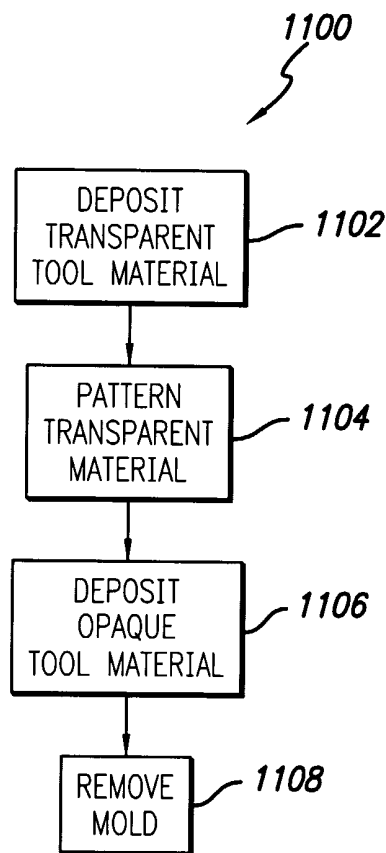 1100
DEPOSIT
TRANSPARENT
TOOL MATERIAL
1102
PATTERN
TRANSPARENT
MATERIAL
1104
DEPOSIT
OPAQUE
TOOL MATERIAL
1106
REMOVE
MOLD
1108